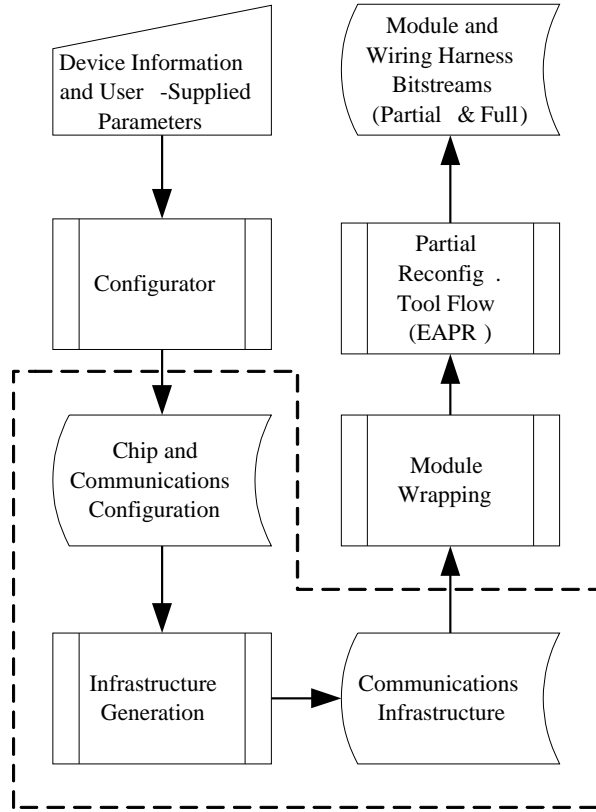 Device Information
and User -Supplied
Parameters
Configurator
Chip and
Communications
Configuration
Infrastructure
Generation
Communications
Infrastructure
Module
Wrapping
Partial
Reconfig .
Tool Flow
(EAPR )
Module and
Wiring Harness
Bitstreams
(Partial & Full)